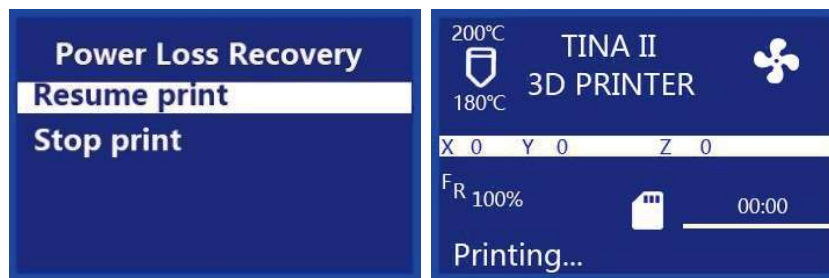 Power Loss Recovery
Resume print
Stop print
200℃
TINA II
3D PRINTER
180℃
X 0 Y 0 Z 0
FR 100%
00:00
Printing...